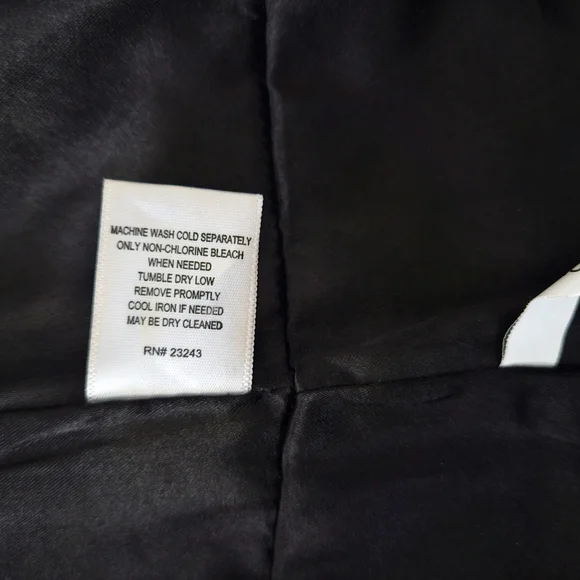 MACHINE WASH COLD SEPARATELY
ONLY NON-CHLORINE BLEACH
WHEN NEEDED
TUMBLE DRY LOW
REMOVE PROMPTLY
COOL IRON IF NEEDED
MAY BE DRY CLEANED
RN# 23243